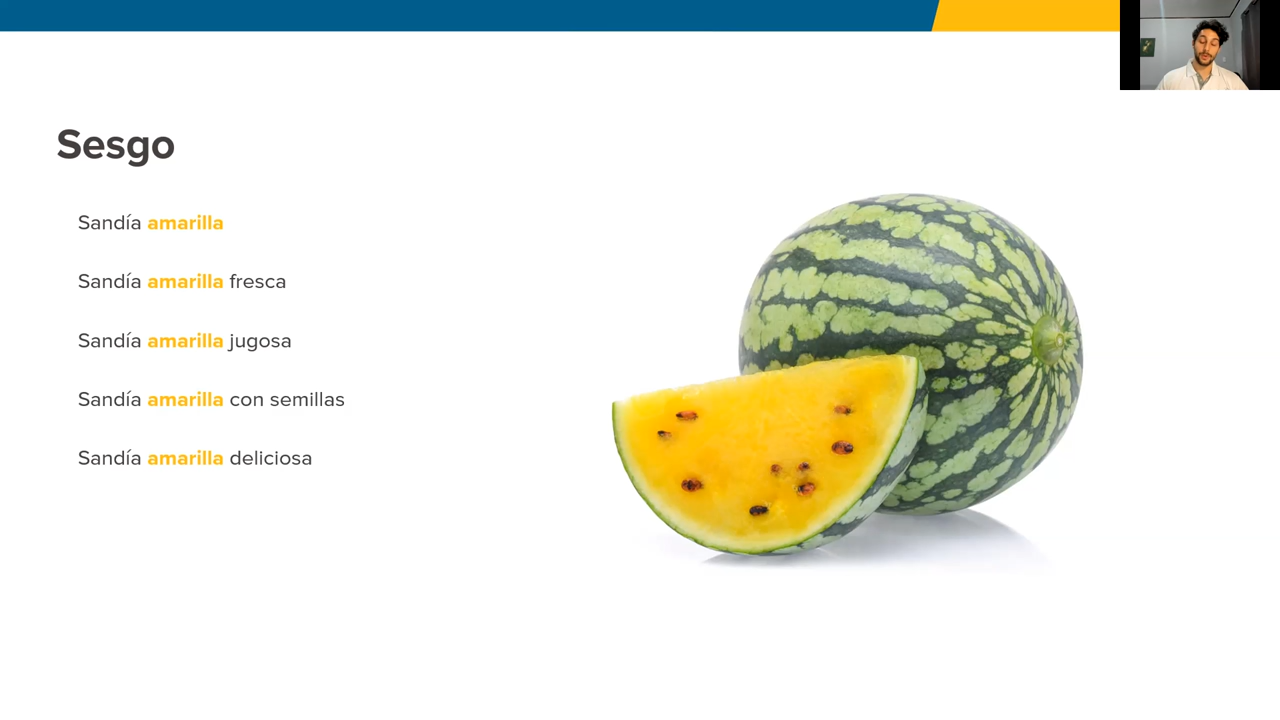 Sesgo
Sandía amarilla
Sandía amarilla fresca
Sandía amarilla jugosa
Sandía amarilla con semillas
Sandía amarilla deliciosa